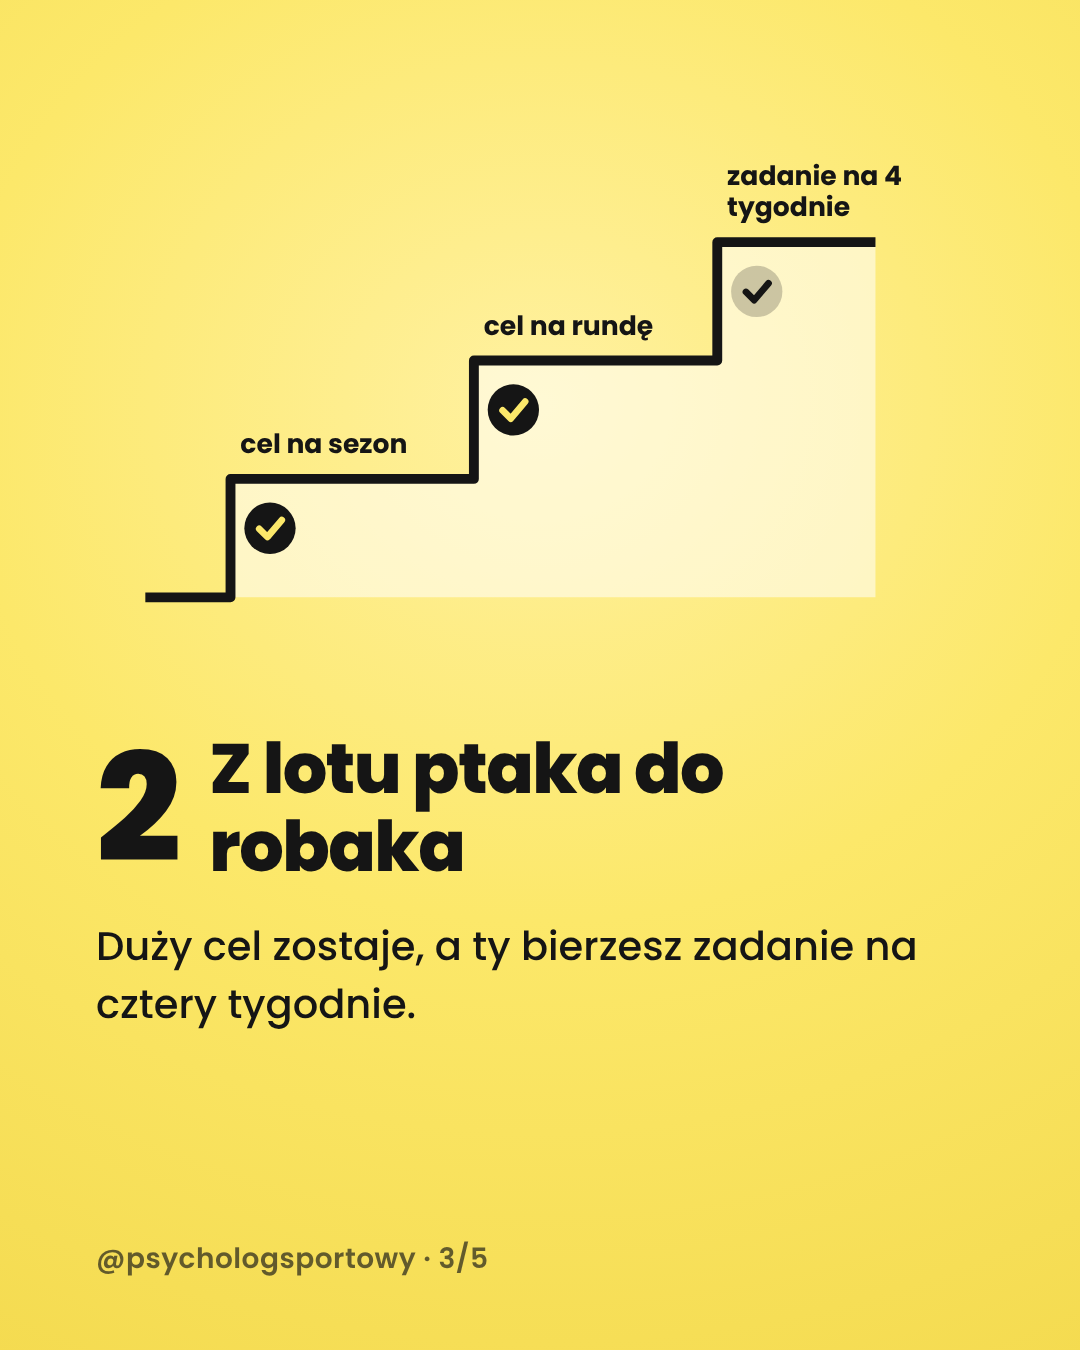 zadanie na 4
tygodnie
cel na rundę
cel na sezon
2
Z lotu ptaka do
robaka
Duży cel zostaje, a ty bierzesz zadanie na
cztery tygodnie.
@psychologsportowy · 3/5